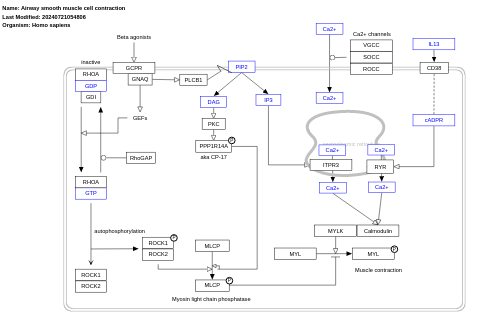 Name: Airway smooth muscle cell contraction
Last Modified: 20240721054806
Organism: Homo sapiens
Beta agonists
Ca2+
Ca2+ channels
VGCC
SOCC
ROCC
IL13
CD38
inactive
RHOA
GDP
GDI
GCPR
GNAQ
PLCB1
PIP2
DAG
IP3
Ca2+
GEFs
PKC
P
PPP1R14A
aka CP-17
cADPR
Ca2+
Ca2+
ITPR3
RYR
Ca2+
Ca2+
RhoGAP
RHOA
GTP
autophosphorylation
ROCK1
P
ROCK2
MLCP
MYLK
Calmodulin
MYL
MYL
P
Muscle contraction
ROCK1
ROCK2
MLCP
P
Myosin light chain phosphatase